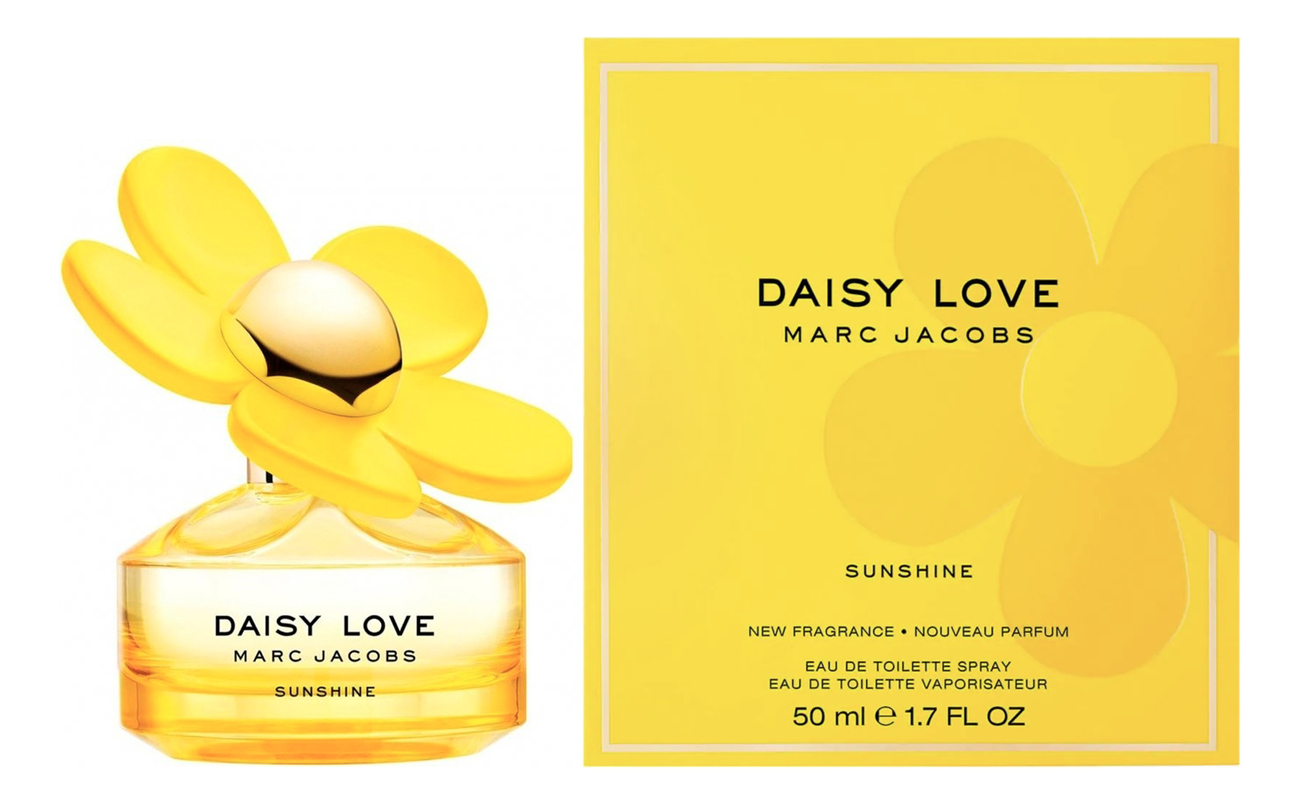 DAISY LOVE
MARC JACOBS
SUNSHINE
DAISY LOVE
MARC JACOBS
SUNSHINE
NEW FRAGRANCE • NOUVEAU PARFUM
EAU DE TOILETTE SPRAY
EAU DE TOILETTE VAPORISATEUR
50 ml ℮ 1.7 FL OZ